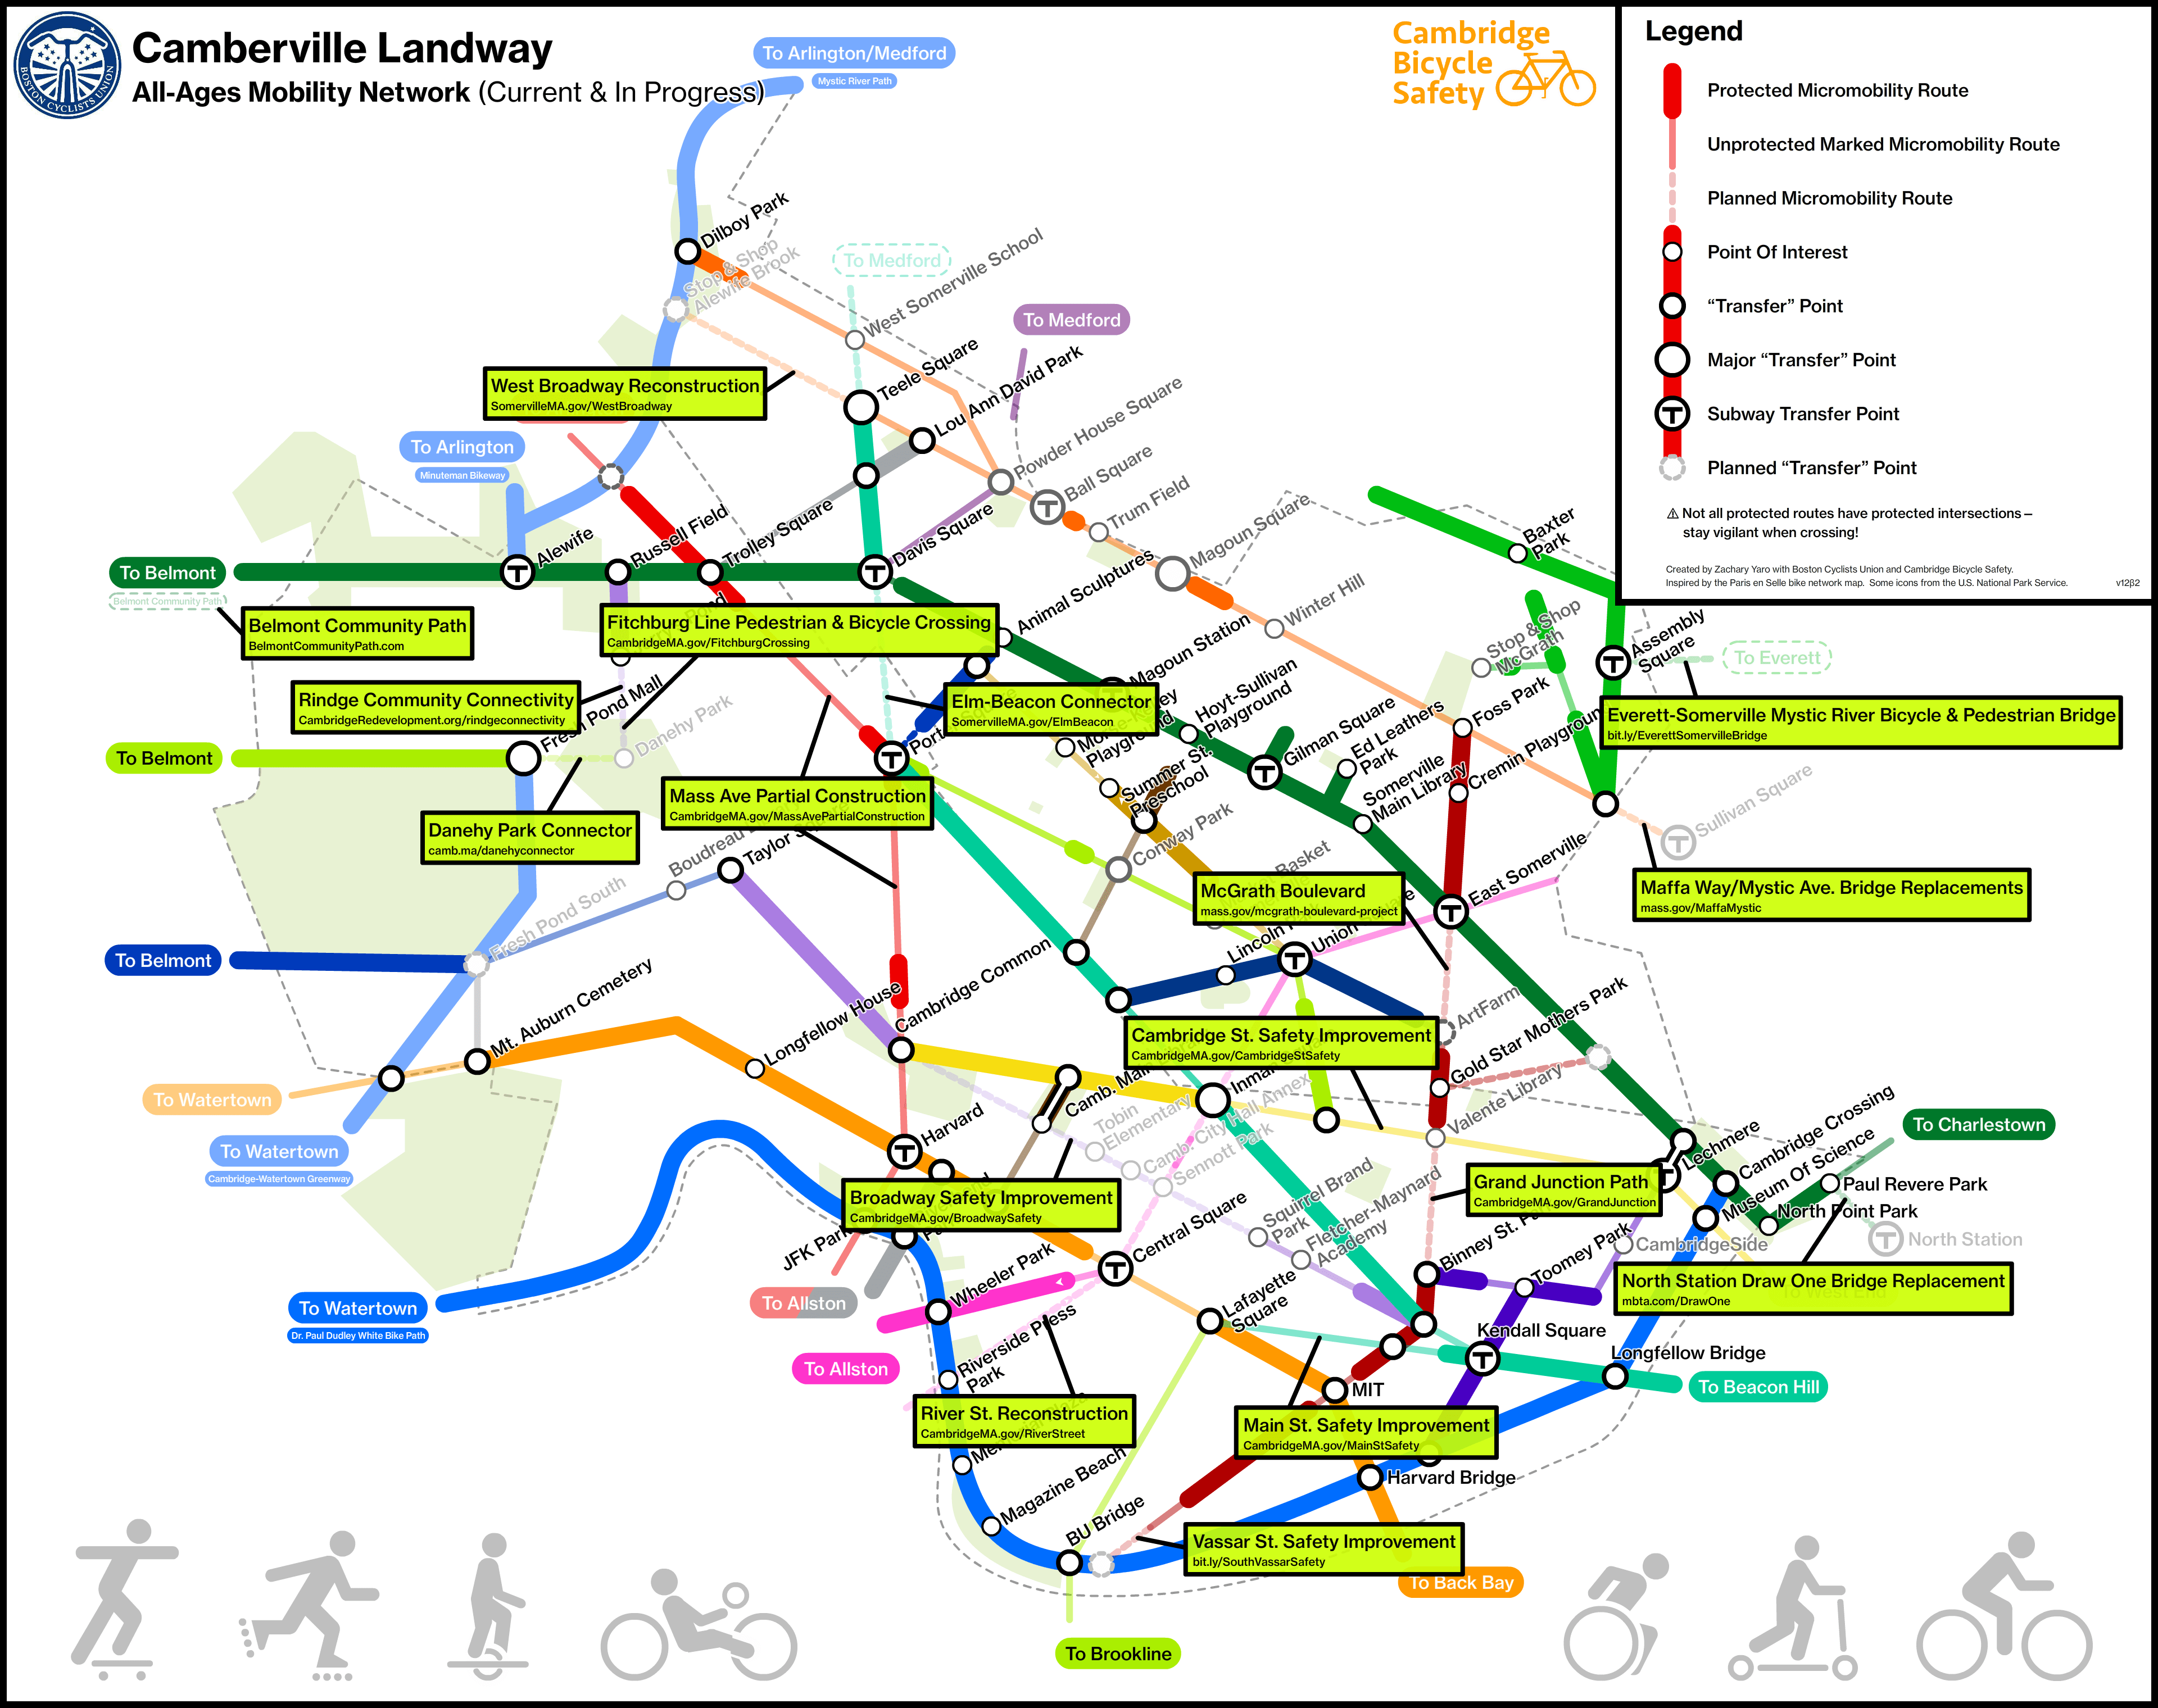 BOSTON CYCLISTS UNION
Camberville Landway
All-Ages Mobility Network (Current & In Progress)
To Arlington/Medford
Mystic River Path
Cambridge
Bicycle
Safety
Legend
Protected Micromobility Route
Unprotected Marked Micromobility Route
Planned Micromobility Route
Point Of Interest
“Transfer” Point
Major “Transfer” Point
Subway Transfer Point
Planned “Transfer” Point
⚠ Not all protected routes have protected intersections –
stay vigilant when crossing!
Created by Zachary Yaro with Boston Cyclists Union and Cambridge Bicycle Safety.
Inspired by the Paris en Selle bike network map. Some icons from the U.S. National Park Service.
v12β2
Dilboy Park
Stop & Shop
Alewife Brook
To Medford
West Somerville School
To Medford
Teele Square
Lou Ann David Park
Powder House Square
Ball Square
Trum Field
Magoun Square
West Broadway Reconstruction
SomervilleMA.gov/WestBroadway
To Arlington
Minuteman Bikeway
Alewife
Russell Field
Trolley Square
Davis Square
Animal Sculptures
Baxter
Park
To Belmont
Belmont Community Path
Belmont Community Path
BelmontCommunityPath.com
Fitchburg Line Pedestrian & Bicycle Crossing
CambridgeMA.gov/FitchburgCrossing
Winter Hill
Stop & Shop
McGrath
Assembly
Square
To Everett
Magoun Station
Hoyt-Sullivan
Playground
Rindge Community Connectivity
CambridgeRedevelopment.org/rindgeconnectivity
Fresh Pond Mall
Danehy Park
Elm-Beacon Connector
SomervilleMA.gov/ElmBeacon
Foss Park
Everett-Somerville Mystic River Bicycle & Pedestrian Bridge
bit.ly/EverettSomervilleBridge
Gilman Square
Ed Leathers
Park
Cremin Playground
To Belmont
Summer St.
Preschool
Somerville
Main Library
Mass Ave Partial Construction
CambridgeMA.gov/MassAvePartialConstruction
Danehy Park Connector
camb.ma/danehyconnector
Sullivan Square
Conway Park
Boudreau
Taylor
McGrath Boulevard
mass.gov/mcgrath-boulevard-project
East Somerville
Maffa Way/Mystic Ave. Bridge Replacements
mass.gov/MaffaMystic
Fresh Pond South
To Belmont
Lincoln
Union
Mt. Auburn Cemetery
Longfellow House
Cambridge Common
ArtFarm
Gold Star Mothers Park
Cambridge St. Safety Improvement
CambridgeMA.gov/CambridgeStSafety
To Watertown
To Watertown
Cambridge-Watertown Greenway
Harvard
Tobin
Elementary
Camb. City Hall Annex
Sennott Park
Valente Library
Lechmere
Cambridge Crossing
Museum Of Science
To Charlestown
Paul Revere Park
North Point Park
North Station
Broadway Safety Improvement
CambridgeMA.gov/BroadwaySafety
Grand Junction Path
CambridgeMA.gov/GrandJunction
Squirrel Brand
Park
Fletcher-Maynard
Academy
Central Square
JFK Park
Wheeler Park
Binney St.
Toomey Park
CambridgeSide
North Station Draw One Bridge Replacement
mbta.com/DrawOne
To West End
To Allston
To Watertown
Dr. Paul Dudley White Bike Path
Lafayette
Square
Kendall Square
Longfellow Bridge
To Allston
Riverside Press
Park
MIT
To Beacon Hill
River St. Reconstruction
CambridgeMA.gov/RiverStreet
Main St. Safety Improvement
CambridgeMA.gov/MainStSafety
Harvard Bridge
Magazine Beach
BU Bridge
Vassar St. Safety Improvement
bit.ly/SouthVassarSafety
To Back Bay
To Brookline